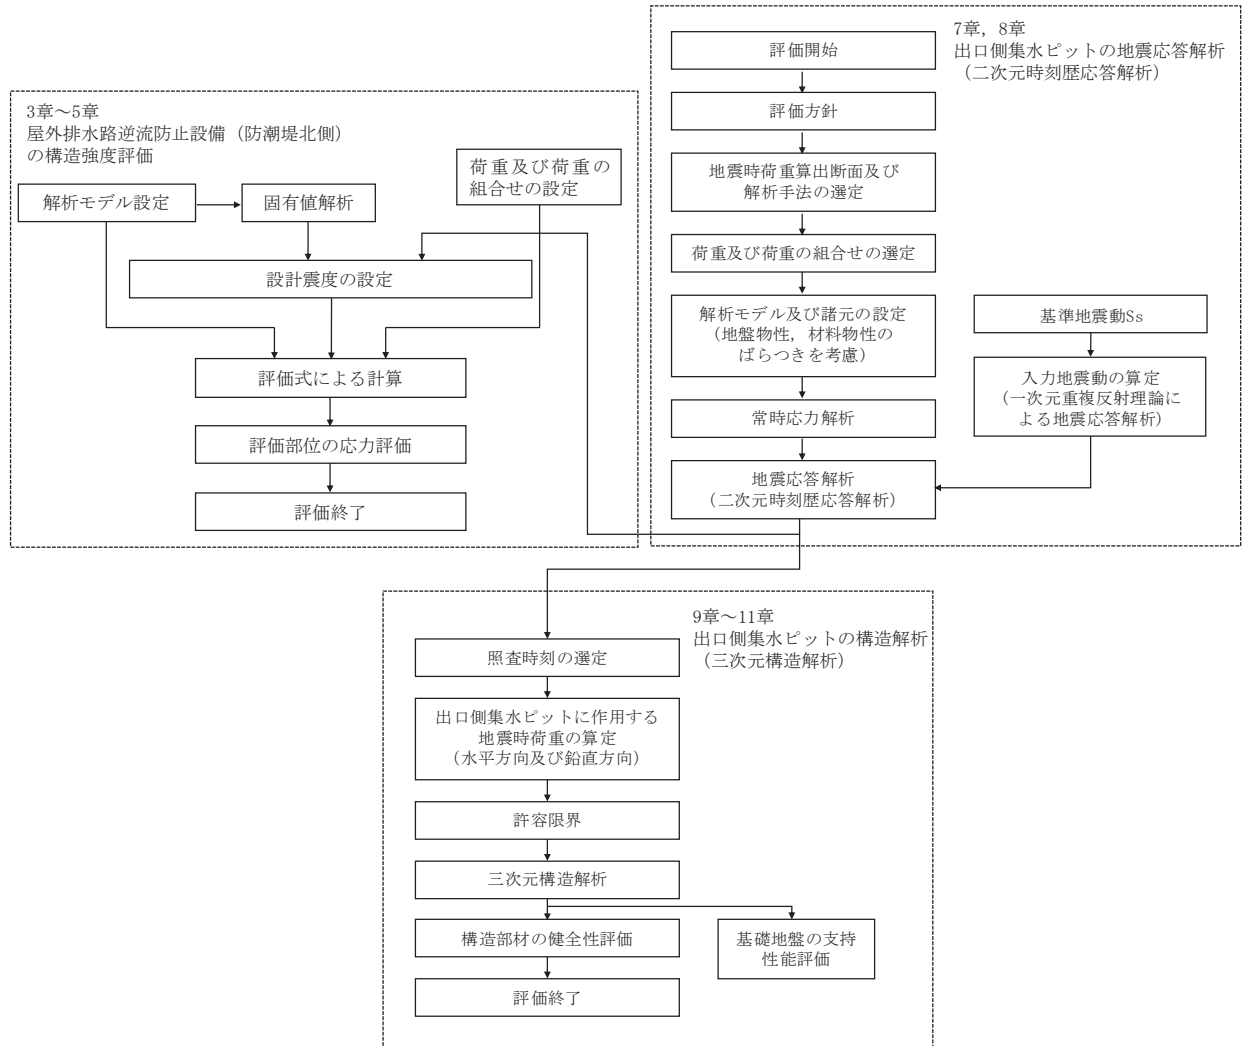 3章～5章
屋外排水路逆流防止設備（防潮堤北側）
の構造強度評価
荷重及び荷重の
組合せの設定
解析モデル設定
固有値解析
設計震度の設定
評価式による計算
評価部位の応力評価
評価終了
7章，8章
出口側集水ピットの地震応答解析
（二次元時刻歴応答解析）
評価開始
評価方針
地震時荷重算出断面及び
解析手法の選定
荷重及び荷重の組合せの選定
解析モデル及び諸元の設定
（地盤物性，材料物性の
ばらつきを考慮）
常時応力解析
地震応答解析
（二次元時刻歴応答解析）
基準地震動Ss
入力地震動の算定
（一次元重複反射理論に
よる地震応答解析）
9章～11章
出口側集水ピットの構造解析
（三次元構造解析）
照査時刻の選定
出口側集水ピットに作用する
地震時荷重の算定
（水平方向及び鉛直方向）
許容限界
三次元構造解析
構造部材の健全性評価
基礎地盤の支持
性能評価
評価終了